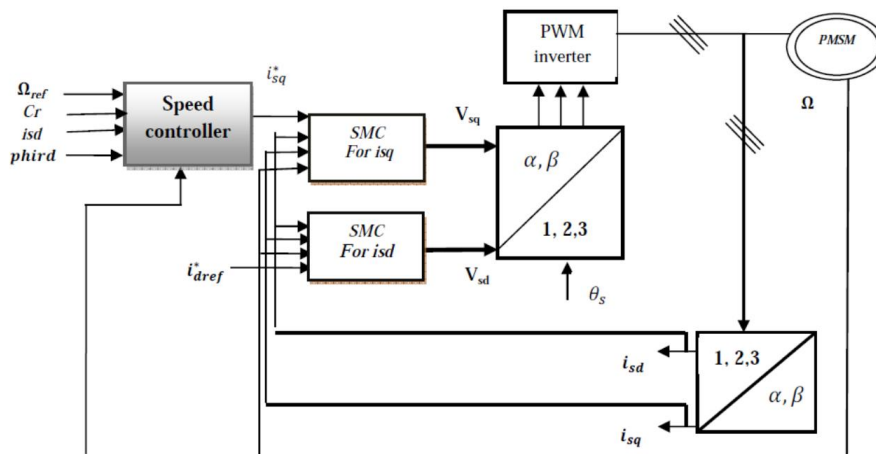 PWM
inverter
PMSM
Ω
Ω_ref
Cr
isd
phird
Speed
controller
i*_sq
SMC
For isq
V_sq
α, β
1, 2,3
SMC
For isd
i*_dref
V_sd
θ_s
1, 2,3
α, β
i_sd
i_sq